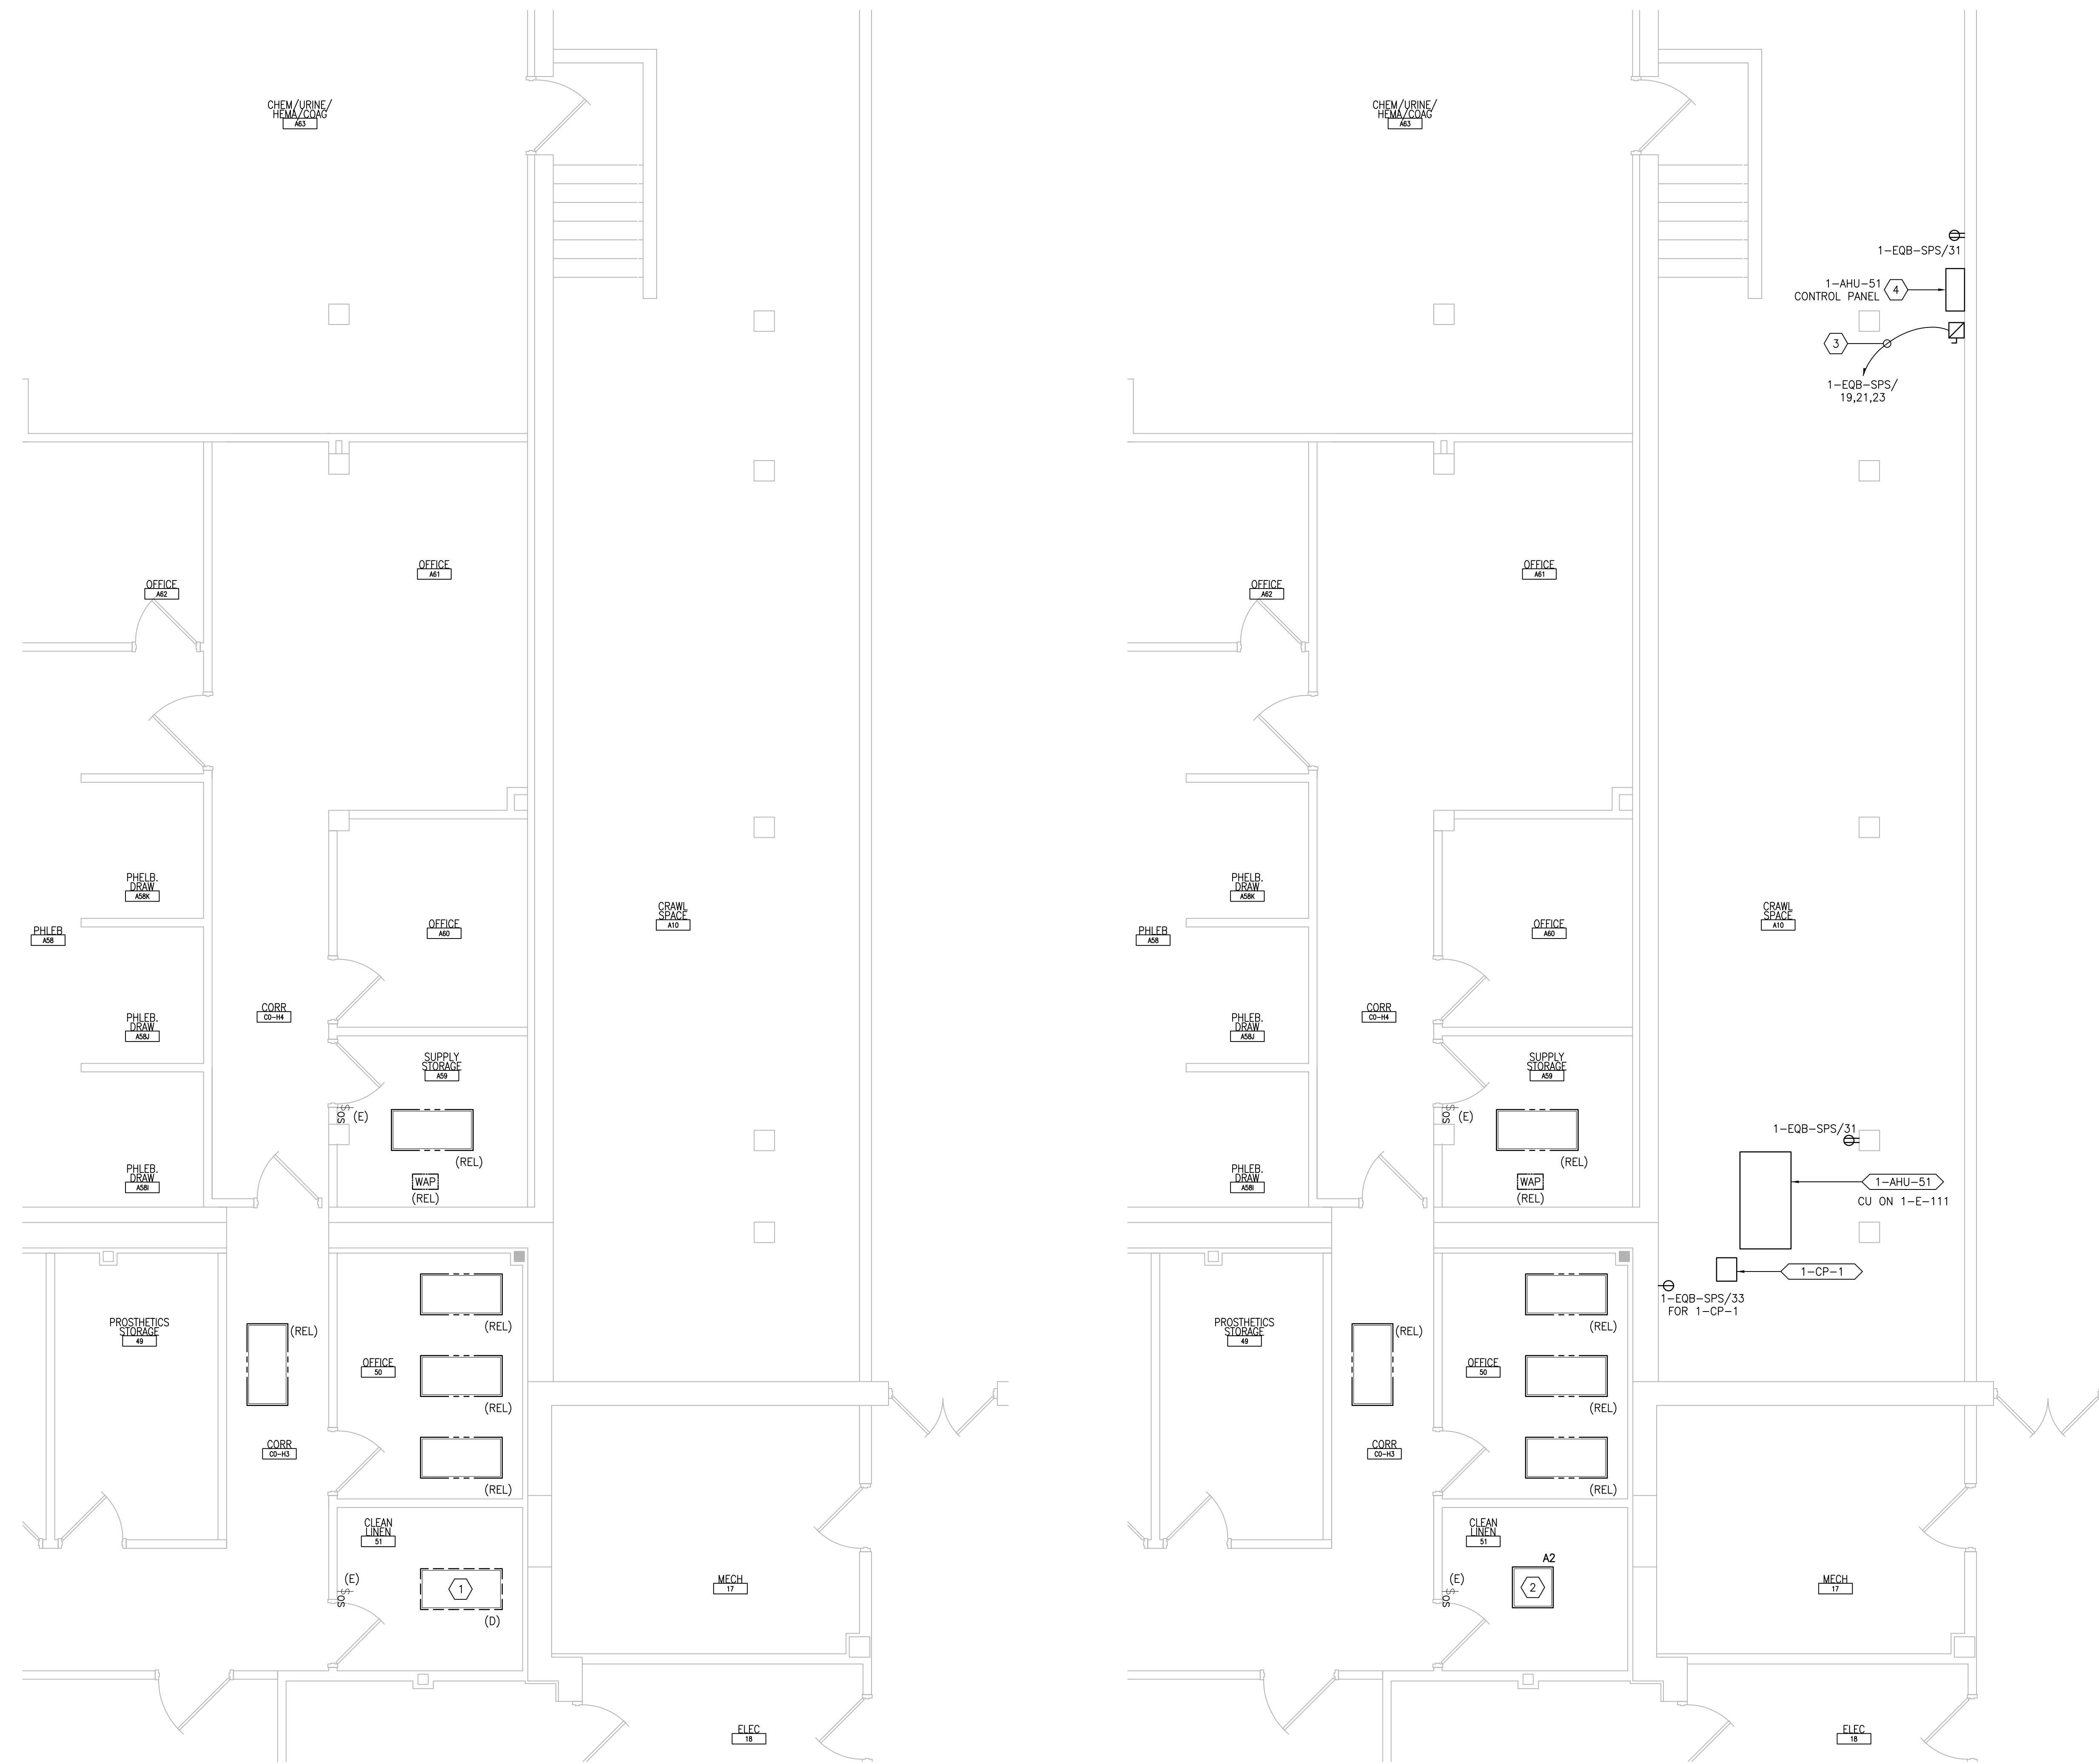 CHEM/URINE/
HEMA/COAG
A63
OFFICE
A61
OFFICE
A62
PHELB.
DRAW
A58K
PHLEB
A58
OFFICE
A60
CRAWL
SPACE
A10
PHLEB.
DRAW
A58J
CORR
C0-H4
SUPPLY
STORAGE
A59
SOS
(E)
(REL)
WAP
(REL)
PHLEB.
DRAW
A58I
PROSTHETICS
STORAGE
49
(REL)
(REL)
OFFICE
50
(REL)
CORR
C0-H3
(REL)
CLEAN
LINEN
51
(E)
SOS
1
(D)
MECH
17
ELEC
18
CHEM/URINE/
HEMA/COAG
A63
1-EQB-SPS/31
1-AHU-51
CONTROL PANEL
4
3
1-EQB-SPS/
19,21,23
OFFICE
A61
OFFICE
A62
PHELB.
DRAW
A58K
PHLEB
A58
OFFICE
A60
CRAWL
SPACE
A10
PHLEB.
DRAW
A58J
CORR
C0-H4
SUPPLY
STORAGE
A59
SOS
(E)
(REL)
WAP
(REL)
PHLEB.
DRAW
A58I
1-EQB-SPS/31
1-AHU-51
CU ON 1-E-111
1-CP-1
1-EQB-SPS/33
FOR 1-CP-1
PROSTHETICS
STORAGE
49
(REL)
(REL)
OFFICE
50
(REL)
CORR
C0-H3
(REL)
CLEAN
LINEN
51
A2
(E)
SOS
2
MECH
17
ELEC
18